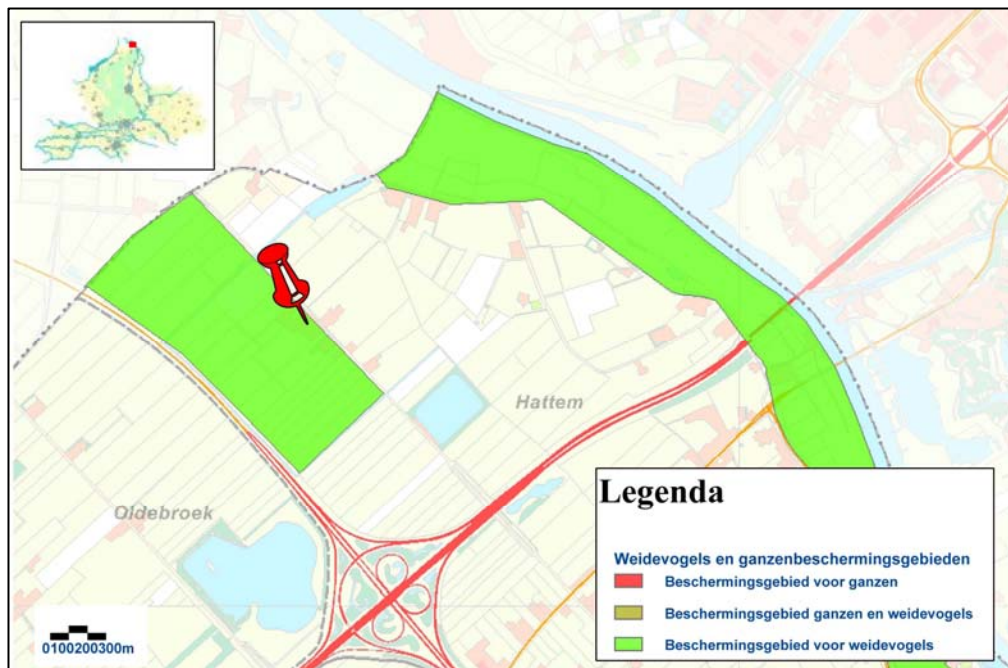 Hattem
Oldebroek
Legenda
Weidevogels en ganzenbeschermingsgebieden
Beschermingsgebied voor ganzen
Beschermingsgebied ganzen en weidevogels
Beschermingsgebied voor weidevogels
0100200300m